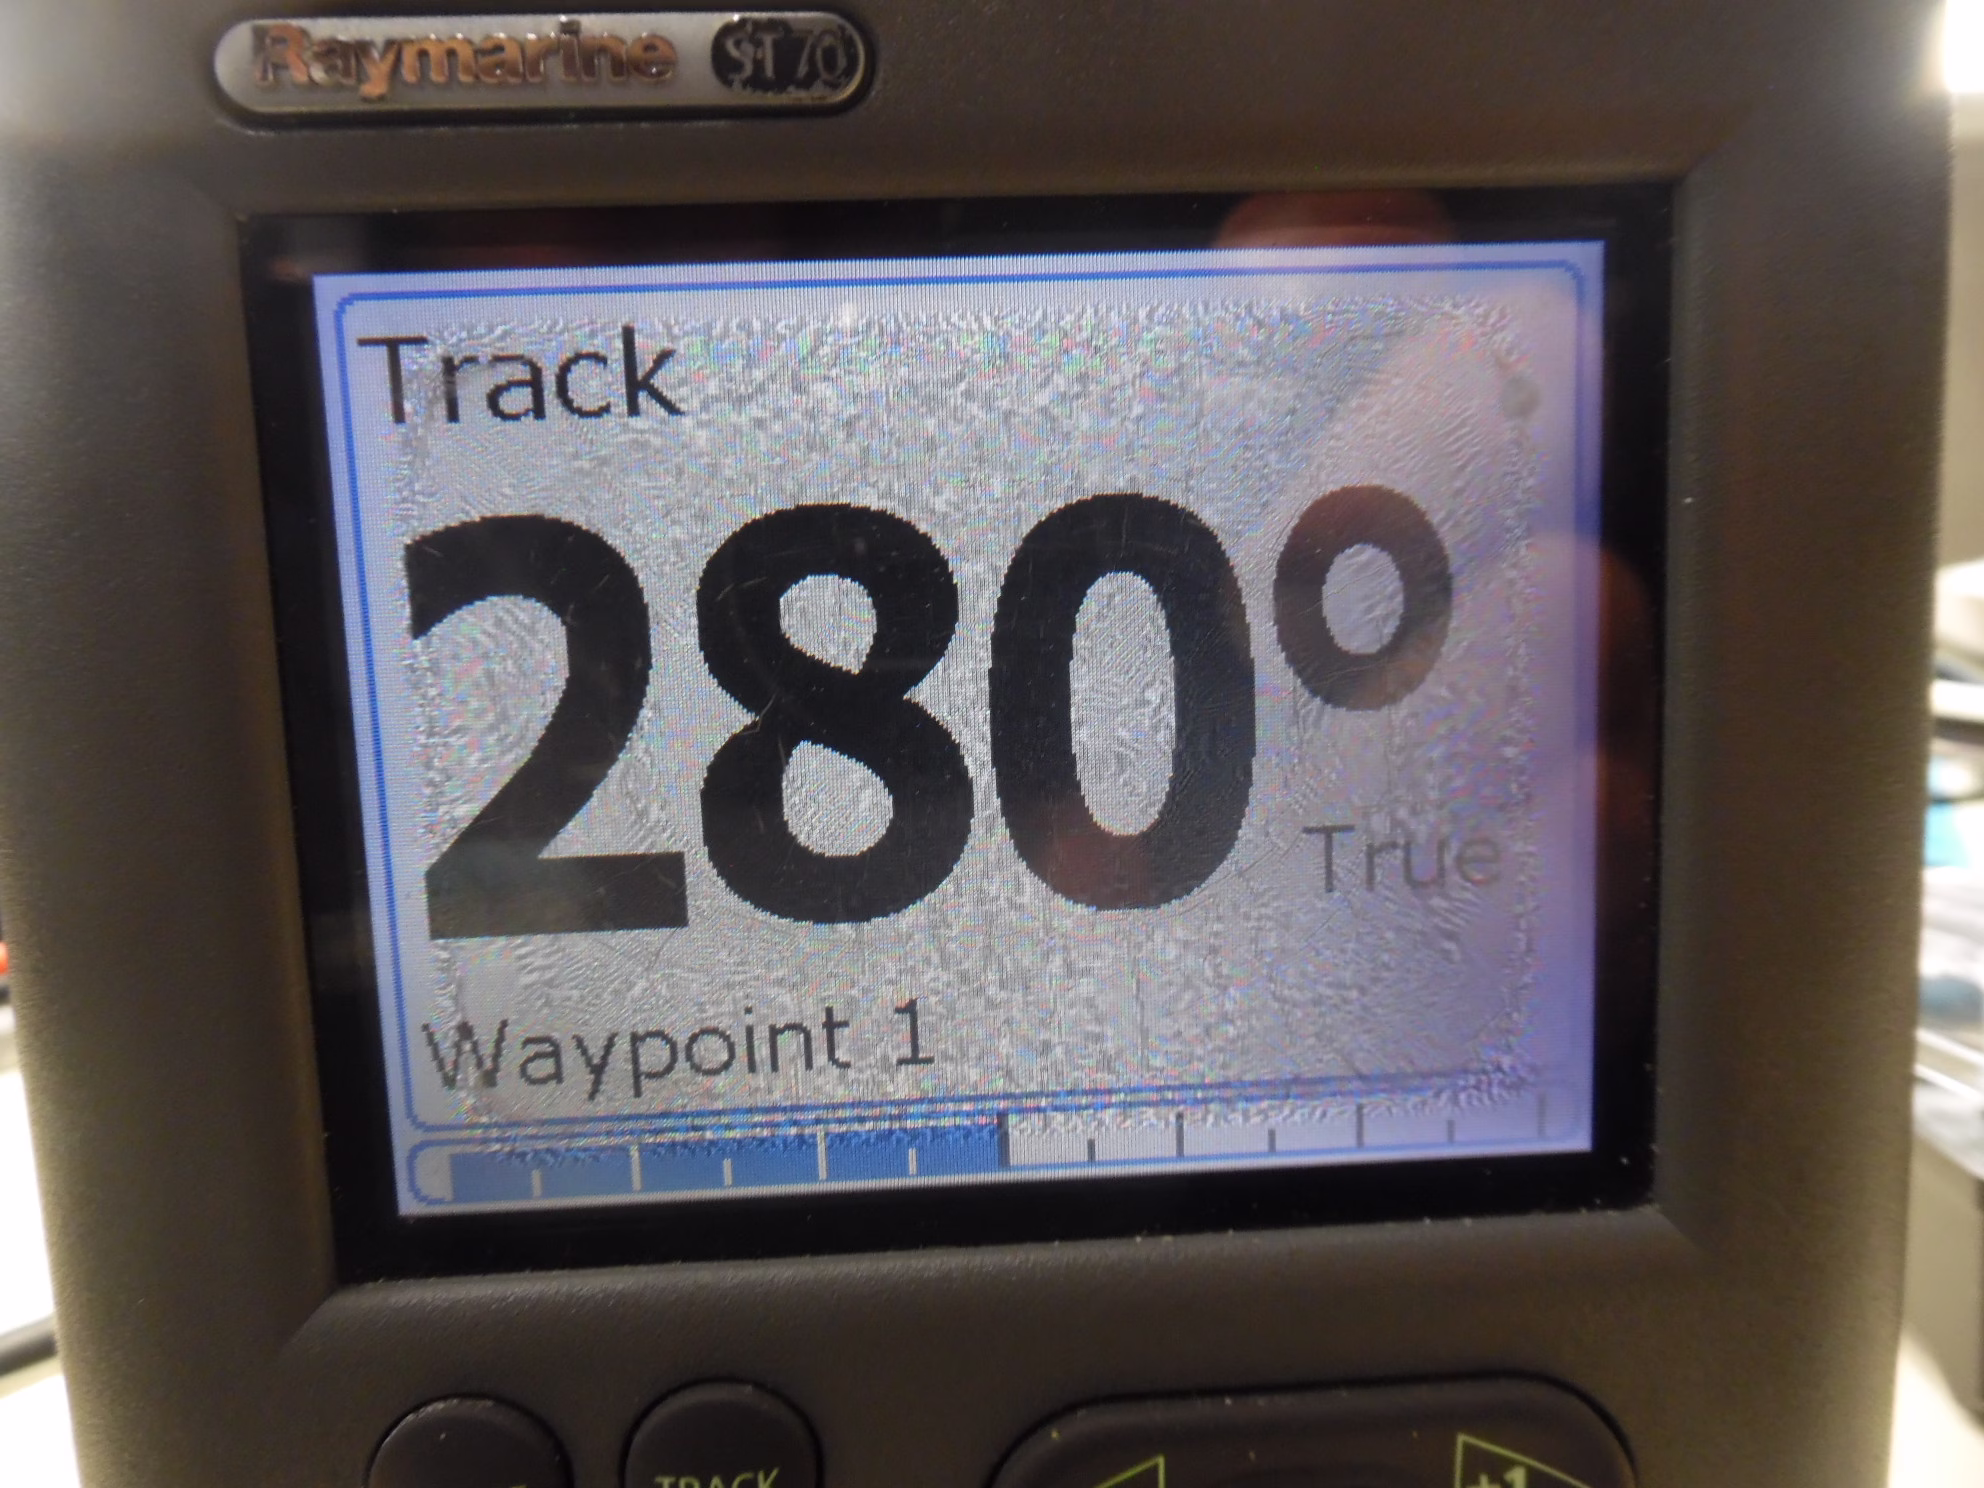 Raymarine ST70
Track
280°
True
Waypoint 1
TRACK
+1